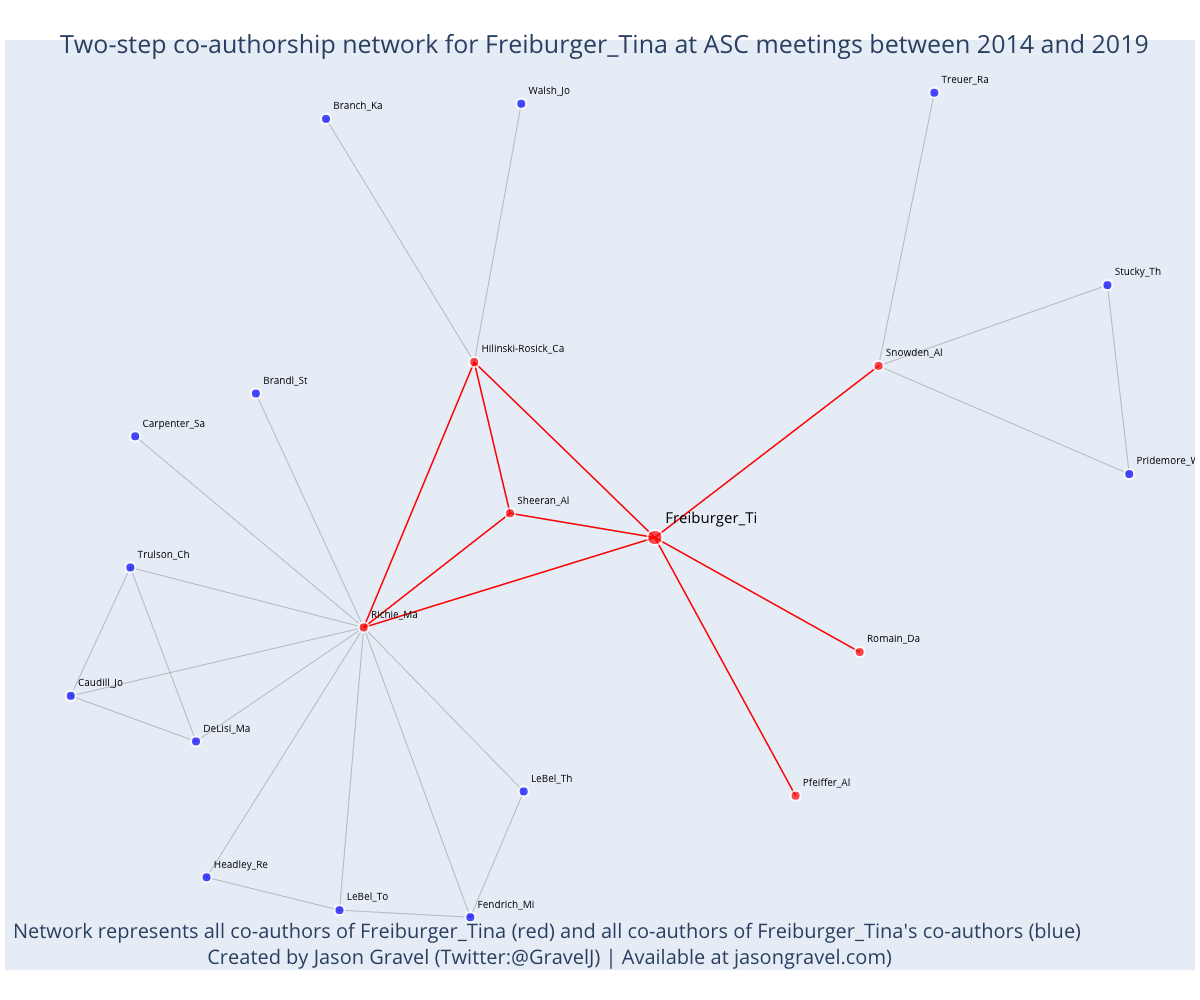 Two-step co-authorship network for Freiburger_Tina at ASC meetings between 2014 and 2019
Treuer_Ra
Walsh_Jo
Branch_Ka
Stucky_Th
Hilinski-Rosick_Ca
Snowden_Al
Brandl_St
Carpenter_Sa
Pridemore_W
Sheeran_Al
Freiburger_Ti
Trulson_Ch
Richie_Ma
Romain_Da
Caudill_Jo
DeLisi_Ma
LeBel_Th
Pfeiffer_Al
Headley_Re
LeBel_To
Fendrich_Mi
Network represents all co-authors of Freiburger_Tina (red) and all co-authors of Freiburger_Tina's co-authors (blue)
Created by Jason Gravel (Twitter:@GravelJ) | Available at jasongravel.com)